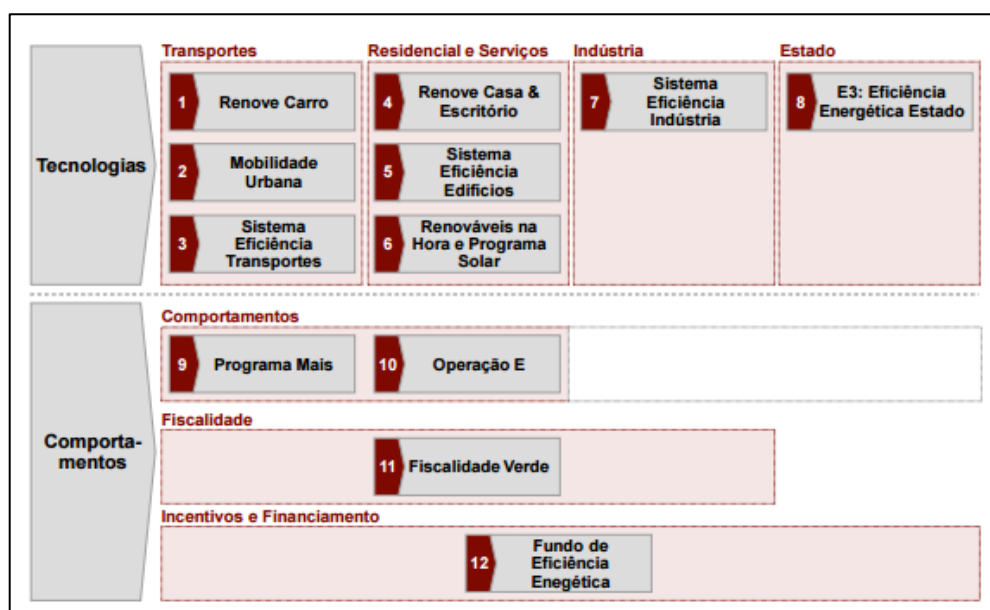 Transportes
Residencial e Serviços
Indústria
Estado
Tecnologias
1
Renove Carro
4
Renove Casa &
Escritório
7
Sistema
Eficiência
Indústria
8
E3: Eficiência
Energética Estado
2
Mobilidade
Urbana
5
Sistema
Eficiência
Edifícios
3
Sistema
Eficiência
Transportes
6
Renováveis na
Hora e Programa
Solar
Comporta-
mentos
Comportamentos
9
Programa Mais
10
Operação E
Fiscalidade
11
Fiscalidade Verde
Incentivos e Financiamento
12
Fundo de
Eficiência
Enegética